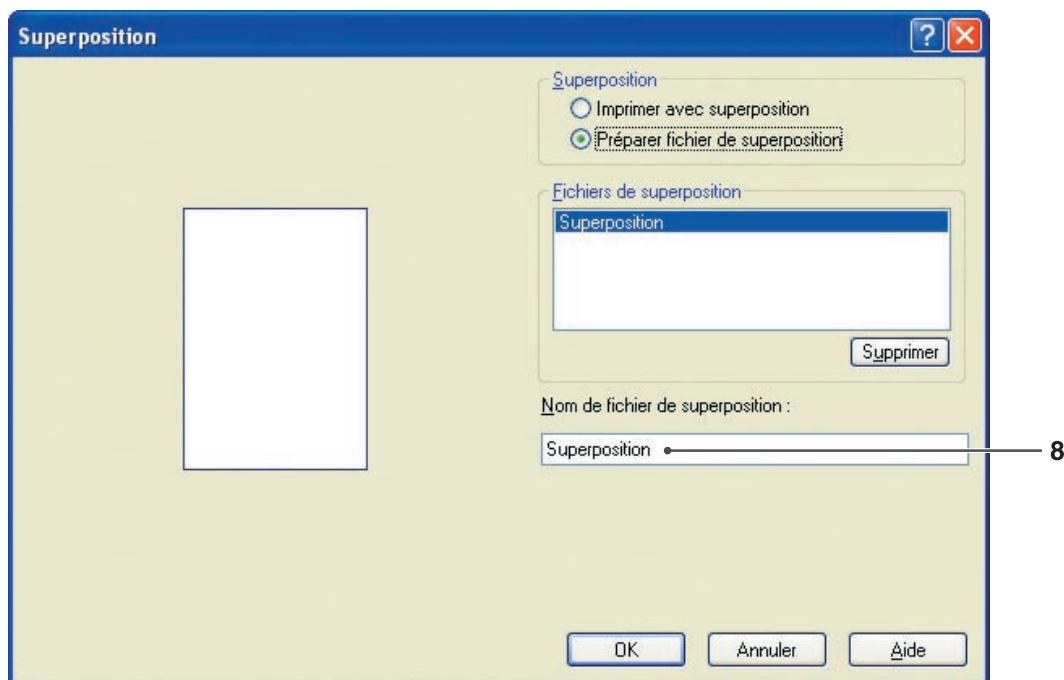 Superposition
Superposition
Imprimer avec superposition
Préparer fichier de superposition
Fichiers de superposition
Superposition
Supprimer
Nom de fichier de superposition :
Superposition
8
OK
Annuler
Aide